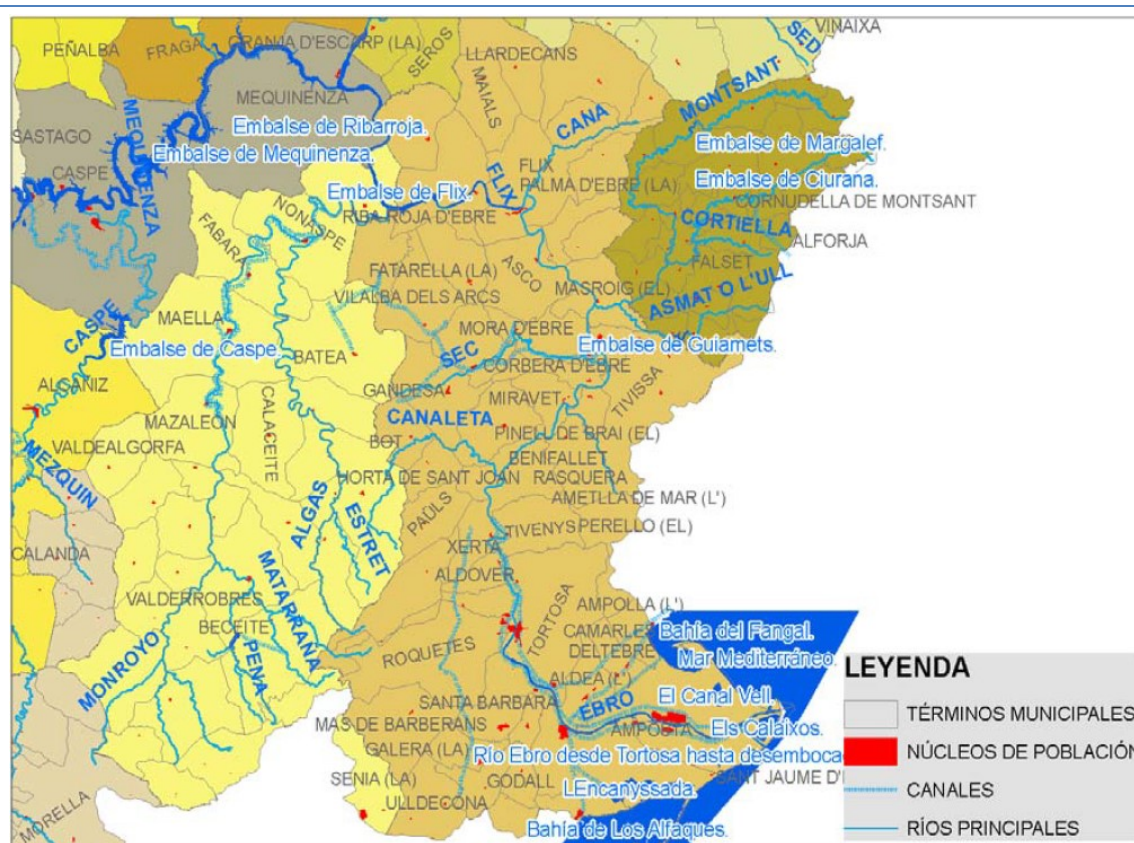 PEÑALBA
FRAGA
GRANJA D'ESCARP (LA)
SEROS
LLARDECANS
VINAIXA
SED
MAIALS
MONTSANT
MEQUINENZA
MEQUINENZA
SASTAGO
CASPE
Embalse de Ribarroja.
Embalse de Mequinenza.
CANA
Embalse de Margalef.
Embalse de Ciurana.
FLIX
FLIX
PALMA D'EBRE (LA)
CORNUDELLA DE MONTSANT
Embalse de Flix.
RIBA-ROJA D'EBRE
NONASPE
FABARA
CORTIELLA
ALFORJA
FALSET
FATARELLA (LA)
ASCO
MASROIG (EL)
ASMAT O L'ULL
VILALBA DELS ARCS
MAELLA
CASPE
Embalse de Caspe.
BATEA
MORA D'EBRE
SEC
Embalse de Guiamets.
CORBERA D'EBRE
TIVISSA
ALCAÑIZ
GANDESA
MIRAVET
MAZALEON
CALACEITE
CANALETA
VALDEALGORFA
BOT
PINELL DE BRAI (EL)
MEZQUIN
BENIFALLET
HORTA DE SANT JOAN
RASQUERA
AMETLLA DE MAR (L')
ALGAS
ESTRET
PAÜLS
TIVENYS
PERELLO (EL)
CALANDA
XERTA
ALDOVER
MATARRAÑA
VALDERROBRES
BECEITE
PENA
MONROYO
TORTOSA
AMPOLLA (L')
CAMARLES
DELTEBRE
Bahía del Fangal.
Mar Mediterráneo.
ROQUETES
ALDEA (L')
SANTA BARBARA
EBRO
El Canal Vell.
MAS DE BARBERANS
AMPOSTA
Els Calaixos.
GALERA (LA)
Río Ebro desde Tortosa hasta desemboca
SENIA (LA)
GODALL
SANT JAUME D'
ULLDECONA
LEncanyssada.
MORELLA
Bahía de Los Alfaques.
LEYENDA
TÉRMINOS MUNICIPALES
NÚCLEOS DE POBLACIÓN
CANALES
RÍOS PRINCIPALES